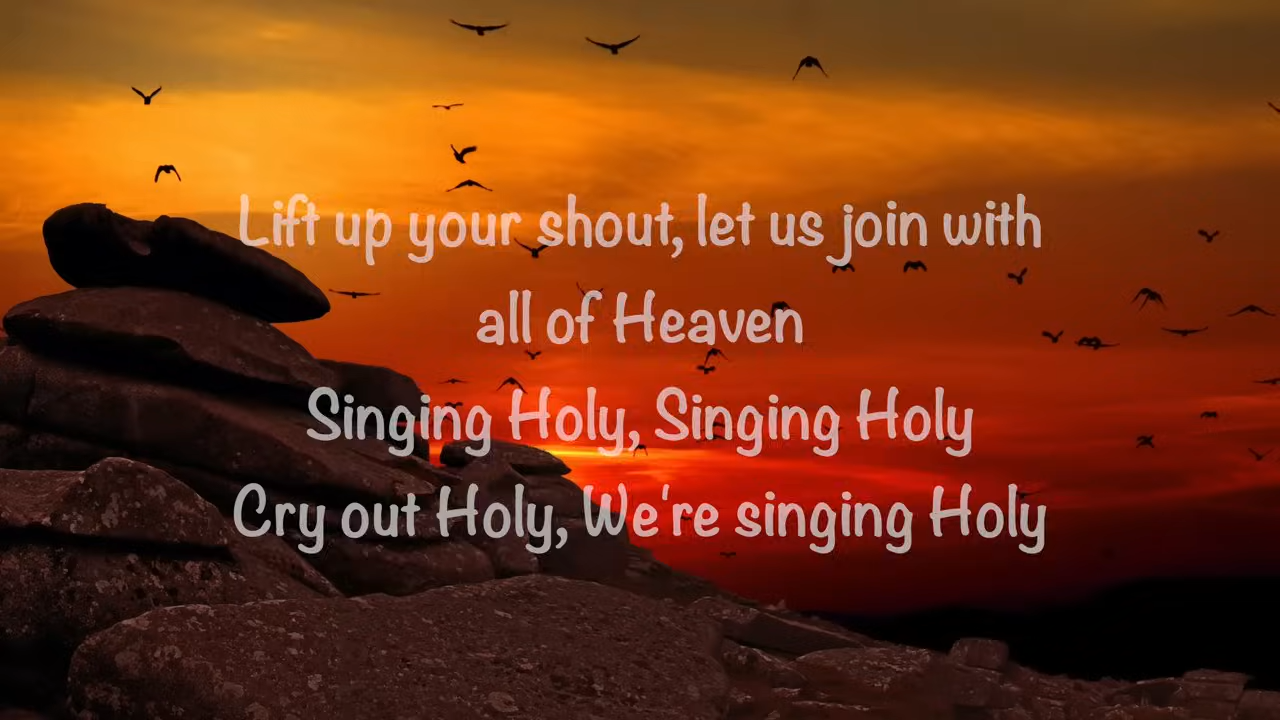 Lift up your shout, let us join with
all of Heaven
Singing Holy, Singing Holy
Cry out Holy, We're singing Holy